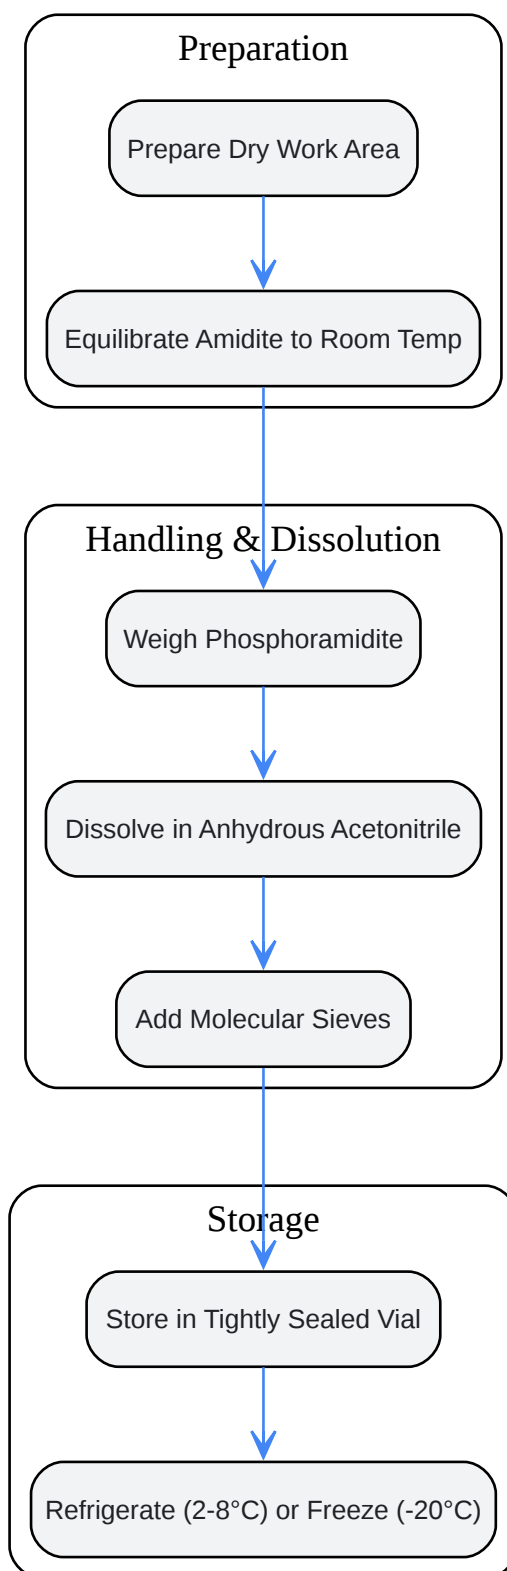 Preparation
Prepare Dry Work Area
Equilibrate Amidite to Room Temp
Handling & Dissolution
Weigh Phosphoramidite
Dissolve in Anhydrous Acetonitrile
Add Molecular Sieves
Storage
Store in Tightly Sealed Vial
Refrigerate (2-8°C) or Freeze (-20°C)